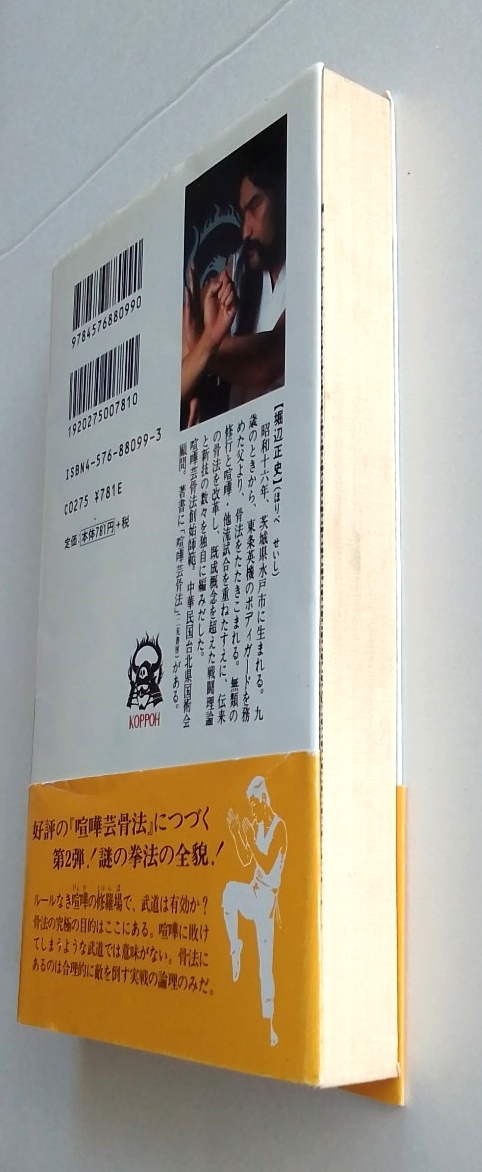 9784576880990
1920275007810
ISBN4-576-88099-3
C0275 ¥781E
定価 本体781円 +税
【堀辺正史】(ほりべ せいし)
昭和十六年、茨城県水戸市に生まれる。九
歳のときから、東条英機のボディガードを務
めた父より、骨法をたたきこまれる。無類の
修行と喧嘩・他流試合を重ねたすえに、伝来
の骨法を改革し、既成概念を超えた戦闘理論
と新技の数々を独自に編みだした。
喧嘩芸骨法創始師範。中華民国台北県国術会
顧問。著書に「喧嘩芸骨法」(二見書房)がある。
KOPPOH
好評の『喧嘩芸骨法』につづく
第2弾!謎の拳法の全貌!
ルールなき喧嘩の修羅場で、武道は有効か?
骨法の究極の目的はここにある。喧嘩に敗け
てしまうような武道では意味がない。骨法に
あるのは合理的に敵を倒す実戦の論理のみだ。